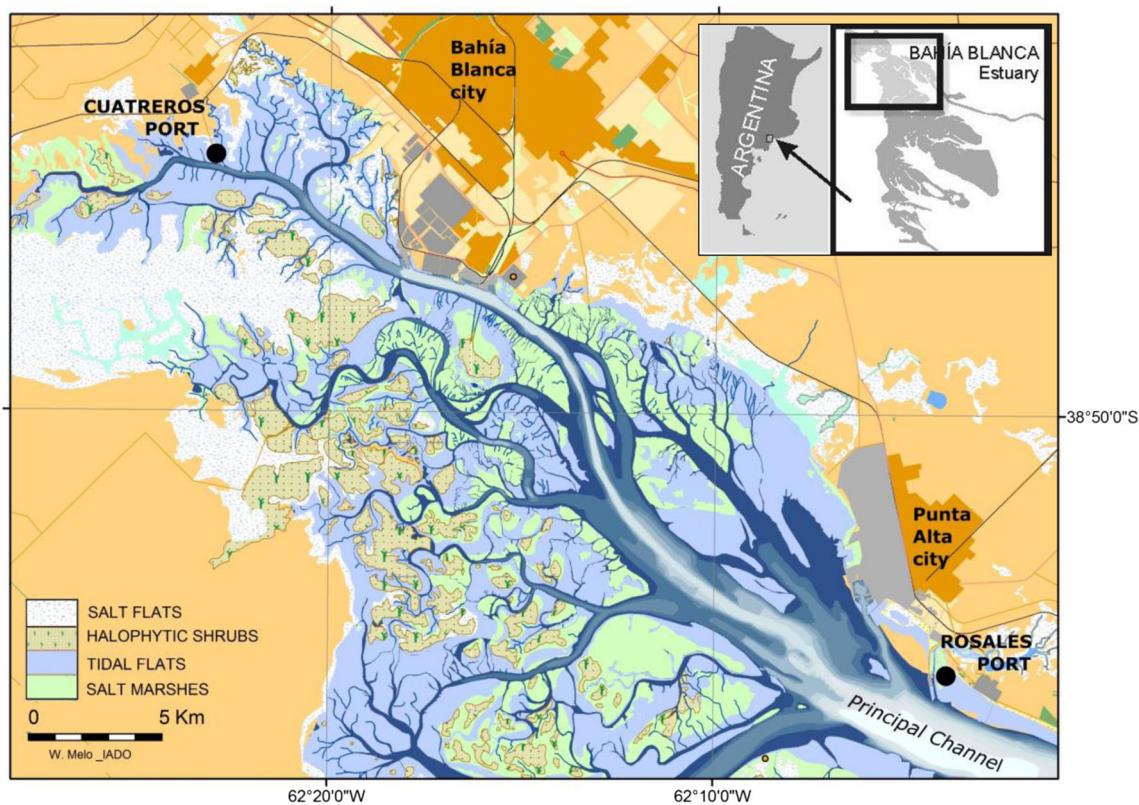 Bahía
Blanca
city
CUATREROS
PORT
ARGENTINA
BAHÍA BLANCA
Estuary
38°50'0"S
Punta
Alta
city
ROSALES
PORT
Principal Channel
SALT FLATS
HALOPHYTIC SHRUBS
TIDAL FLATS
SALT MARSHES
0 5 Km
W. Melo _IADO
62°20'0"W 62°10'0"W